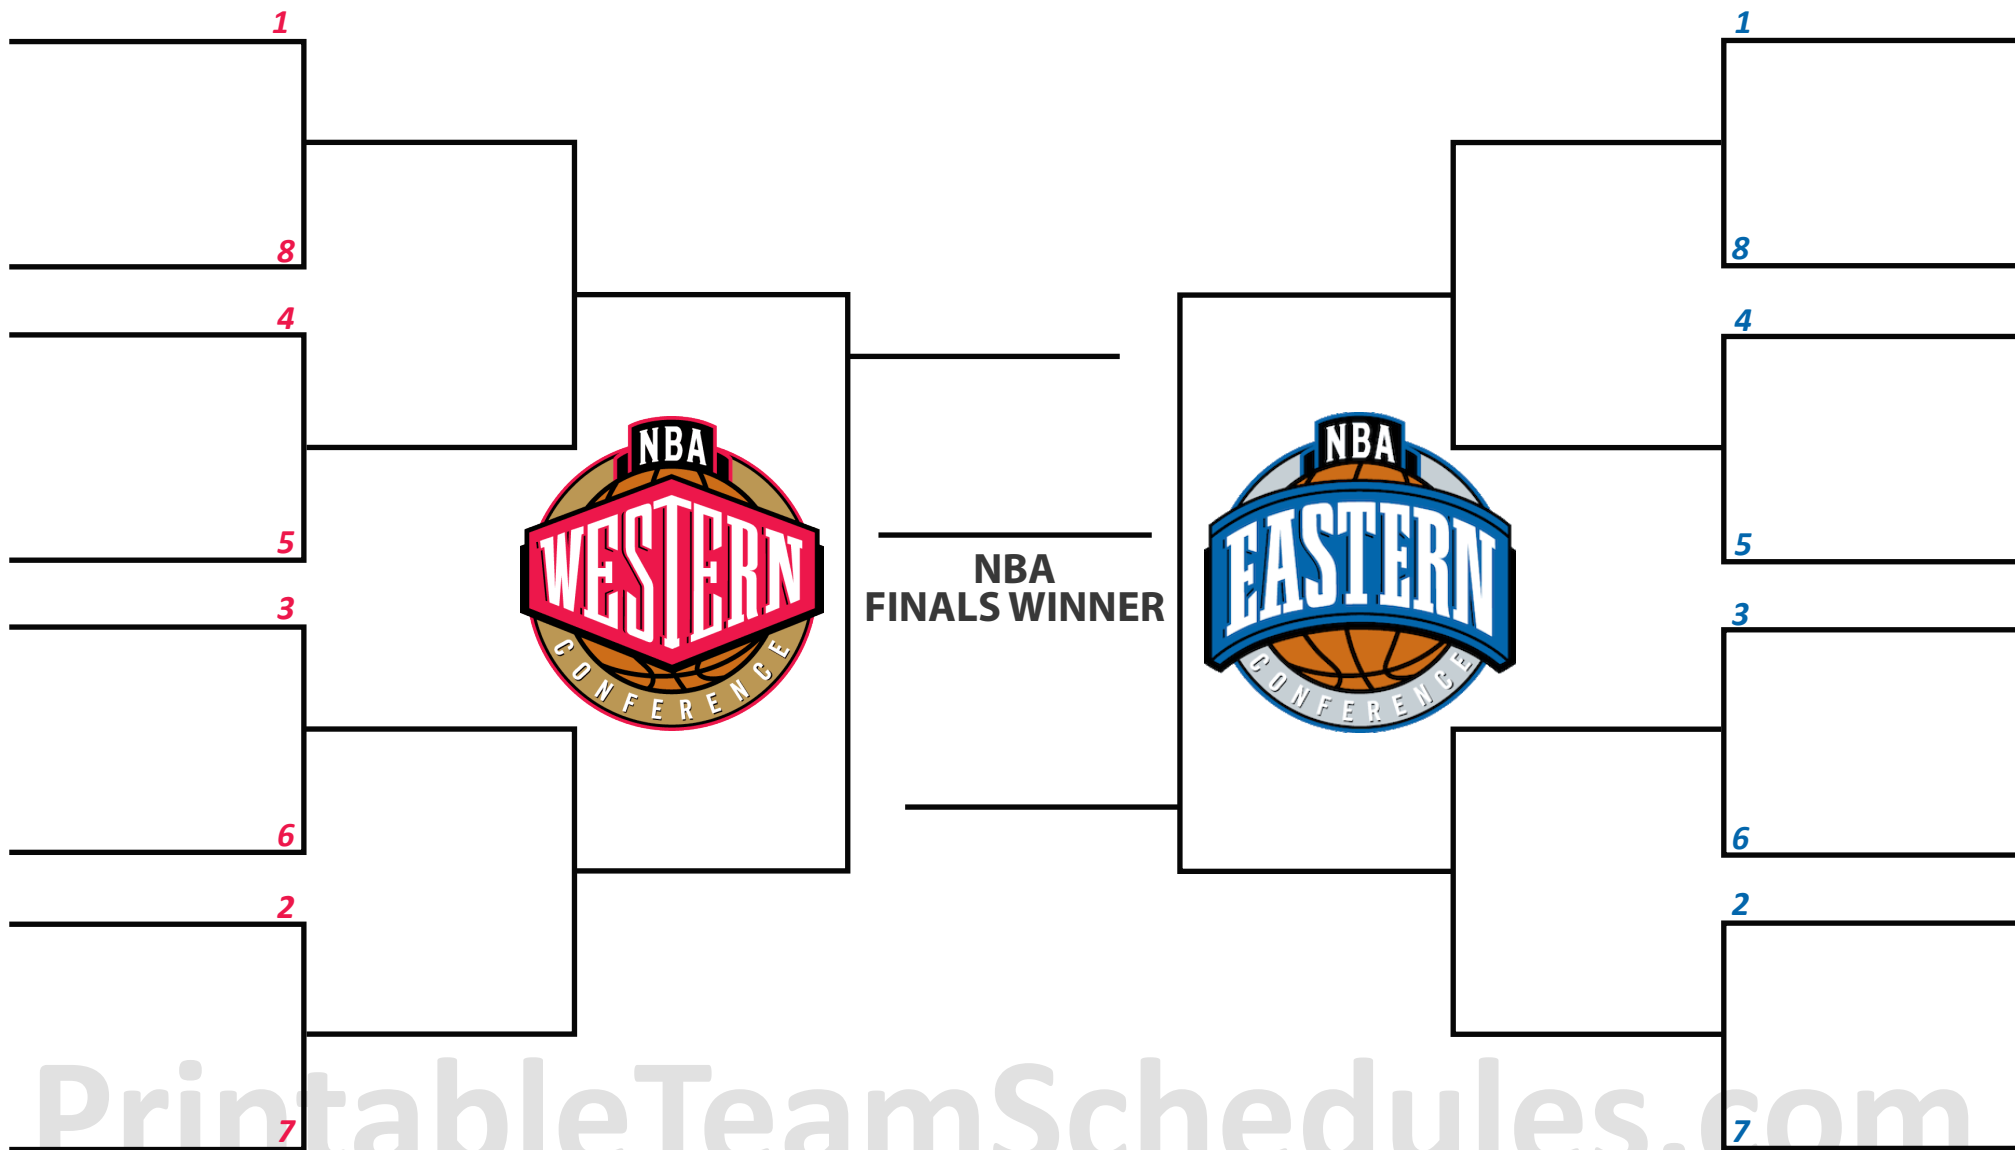 1
1
8
8
4
4
5
5
3
3
6
6
2
2
7
7
NBA
WESTERN
CONFERENCE
NBA
FINALS WINNER
NBA
EASTERN
CONFERENCE
PrintableTeamSchedules.com